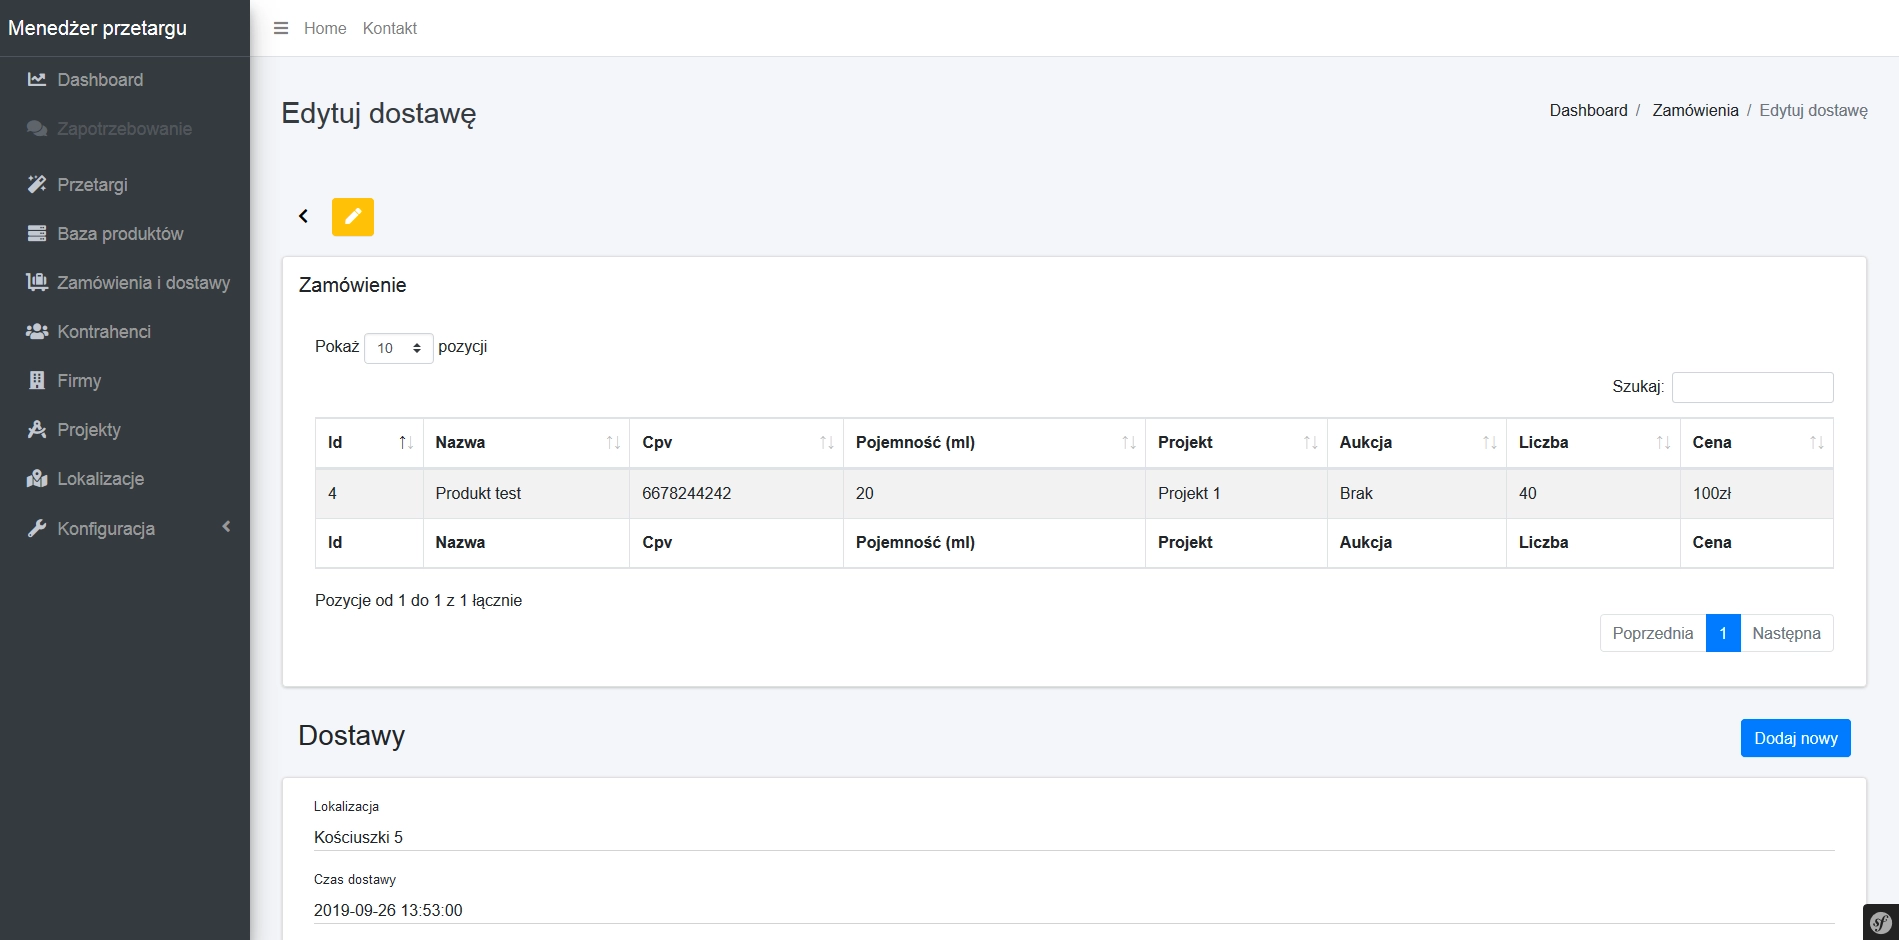 Menedżer przetargu
Home Kontakt
Dashboard
Zapotrzebowanie
Przetargi
Baza produktów
Zamówienia i dostawy
Kontrahenci
Firmy
Projekty
Lokalizacje
Konfiguracja
Edytuj dostawę
Dashboard / Zamówienia / Edytuj dostawę
Zamówienie
Pokaż 10 pozycji
Szukaj:
Id Nazwa Cpv Pojemność (ml) Projekt Aukcja Liczba Cena
4 Produkt test 6678244242 20 Projekt 1 Brak 40 100zł
Id Nazwa Cpv Pojemność (ml) Projekt Aukcja Liczba Cena
Pozycje od 1 do 1 z 1 łącznie
Poprzednia 1 Następna
Dostawy
Dodaj nowy
Lokalizacja
Kościuszki 5
Czas dostawy
2019-09-26 13:53:00
sf